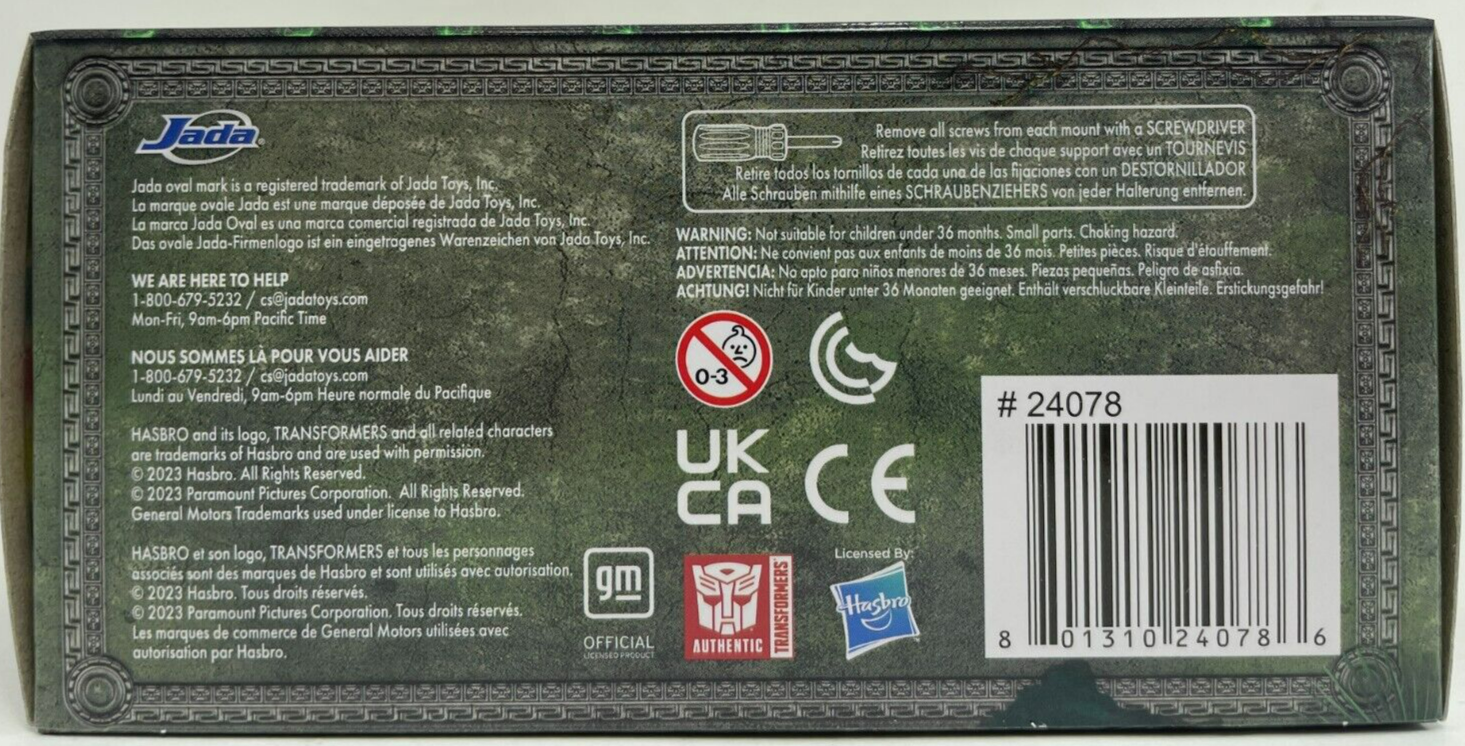 Jada
Jada oval mark is a registered trademark of Jada Toys, Inc.
La marque ovale Jada est une marque déposée de Jada Toys, Inc.
La marca Jada Oval es una marca comercial registrada de Jada Toys, Inc.
Das ovale Jada-Firmenlogo ist ein eingetragenes Warenzeichen von Jada Toys, Inc.
WE ARE HERE TO HELP
1-800-679-5232 / cs@jadatoys.com
Mon-Fri, 9am-6pm Pacific Time
NOUS SOMMES LÀ POUR VOUS AIDER
1-800-679-5232 / cs@jadatoys.com
Lundi au Vendredi, 9am-6pm Heure normale du Pacifique
HASBRO and its logo, TRANSFORMERS and all related characters
are trademarks of Hasbro and are used with permission.
© 2023 Hasbro. All Rights Reserved.
© 2023 Paramount Pictures Corporation. All Rights Reserved.
General Motors Trademarks used under license to Hasbro.
HASBRO et son logo, TRANSFORMERS et tous les personnages
associés sont des marques de Hasbro et sont utilisés avec autorisation.
© 2023 Hasbro. Tous droits réservés.
© 2023 Paramount Pictures Corporation. Tous droits réservés.
Les marques de commerce de General Motors utilisées avec
autorisation par Hasbro.
gm
OFFICIAL
LICENSED PRODUCT
Remove all screws from each mount with a SCREWDRIVER
Retirez toutes les vis de chaque support avec un TOURNEVIS
Retire todos los tornillos de cada una de las fijaciones con un DESTORNILLADOR
Alle Schrauben mithilfe eines SCHRAUBENZIEHERS von jeder Halterung entfernen.
WARNING: Not suitable for children under 36 months. Small parts. Choking hazard.
ATTENTION: Ne convient pas aux enfants de moins de 36 mois. Petites pièces. Risque d'étouffement.
ADVERTENCIA: No apto para niños menores de 36 meses. Piezas pequeñas. Peligro de asfixia.
ACHTUNG! Nicht für Kinder unter 36 Monaten geeignet. Enthält verschluckbare Kleinteile. Erstickungsgefahr!
0-3
UK
CA
CE
AUTHENTIC
TRANSFORMERS
Licensed By:
Hasbro
# 24078
8 01310 24078 6